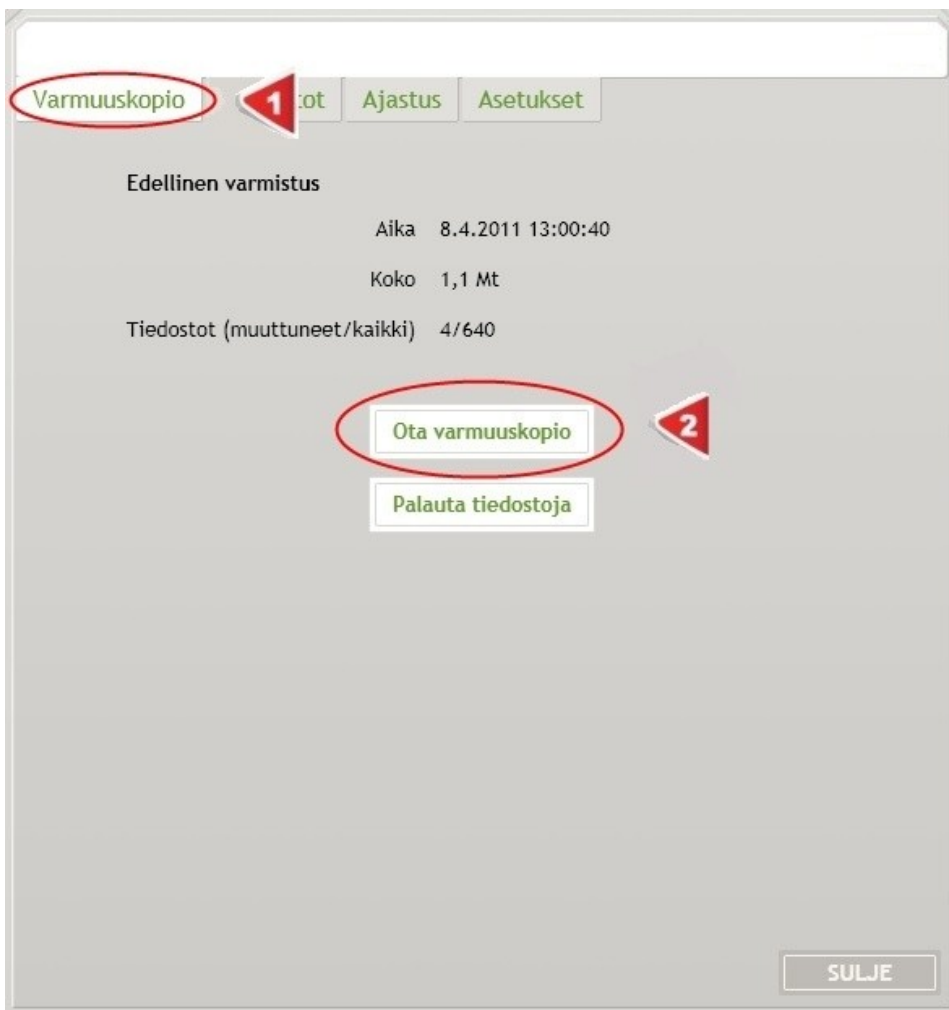 Varmuuskopio 1 Ajastus Asetukset
Edellinen varmistus
Aika 8.4.2011 13:00:40
Koko 1,1 Mt
Tiedostot (muuttuneet/kaikki) 4/640
Ota varmuuskopio 2
Palauta tiedostoja
SULJE